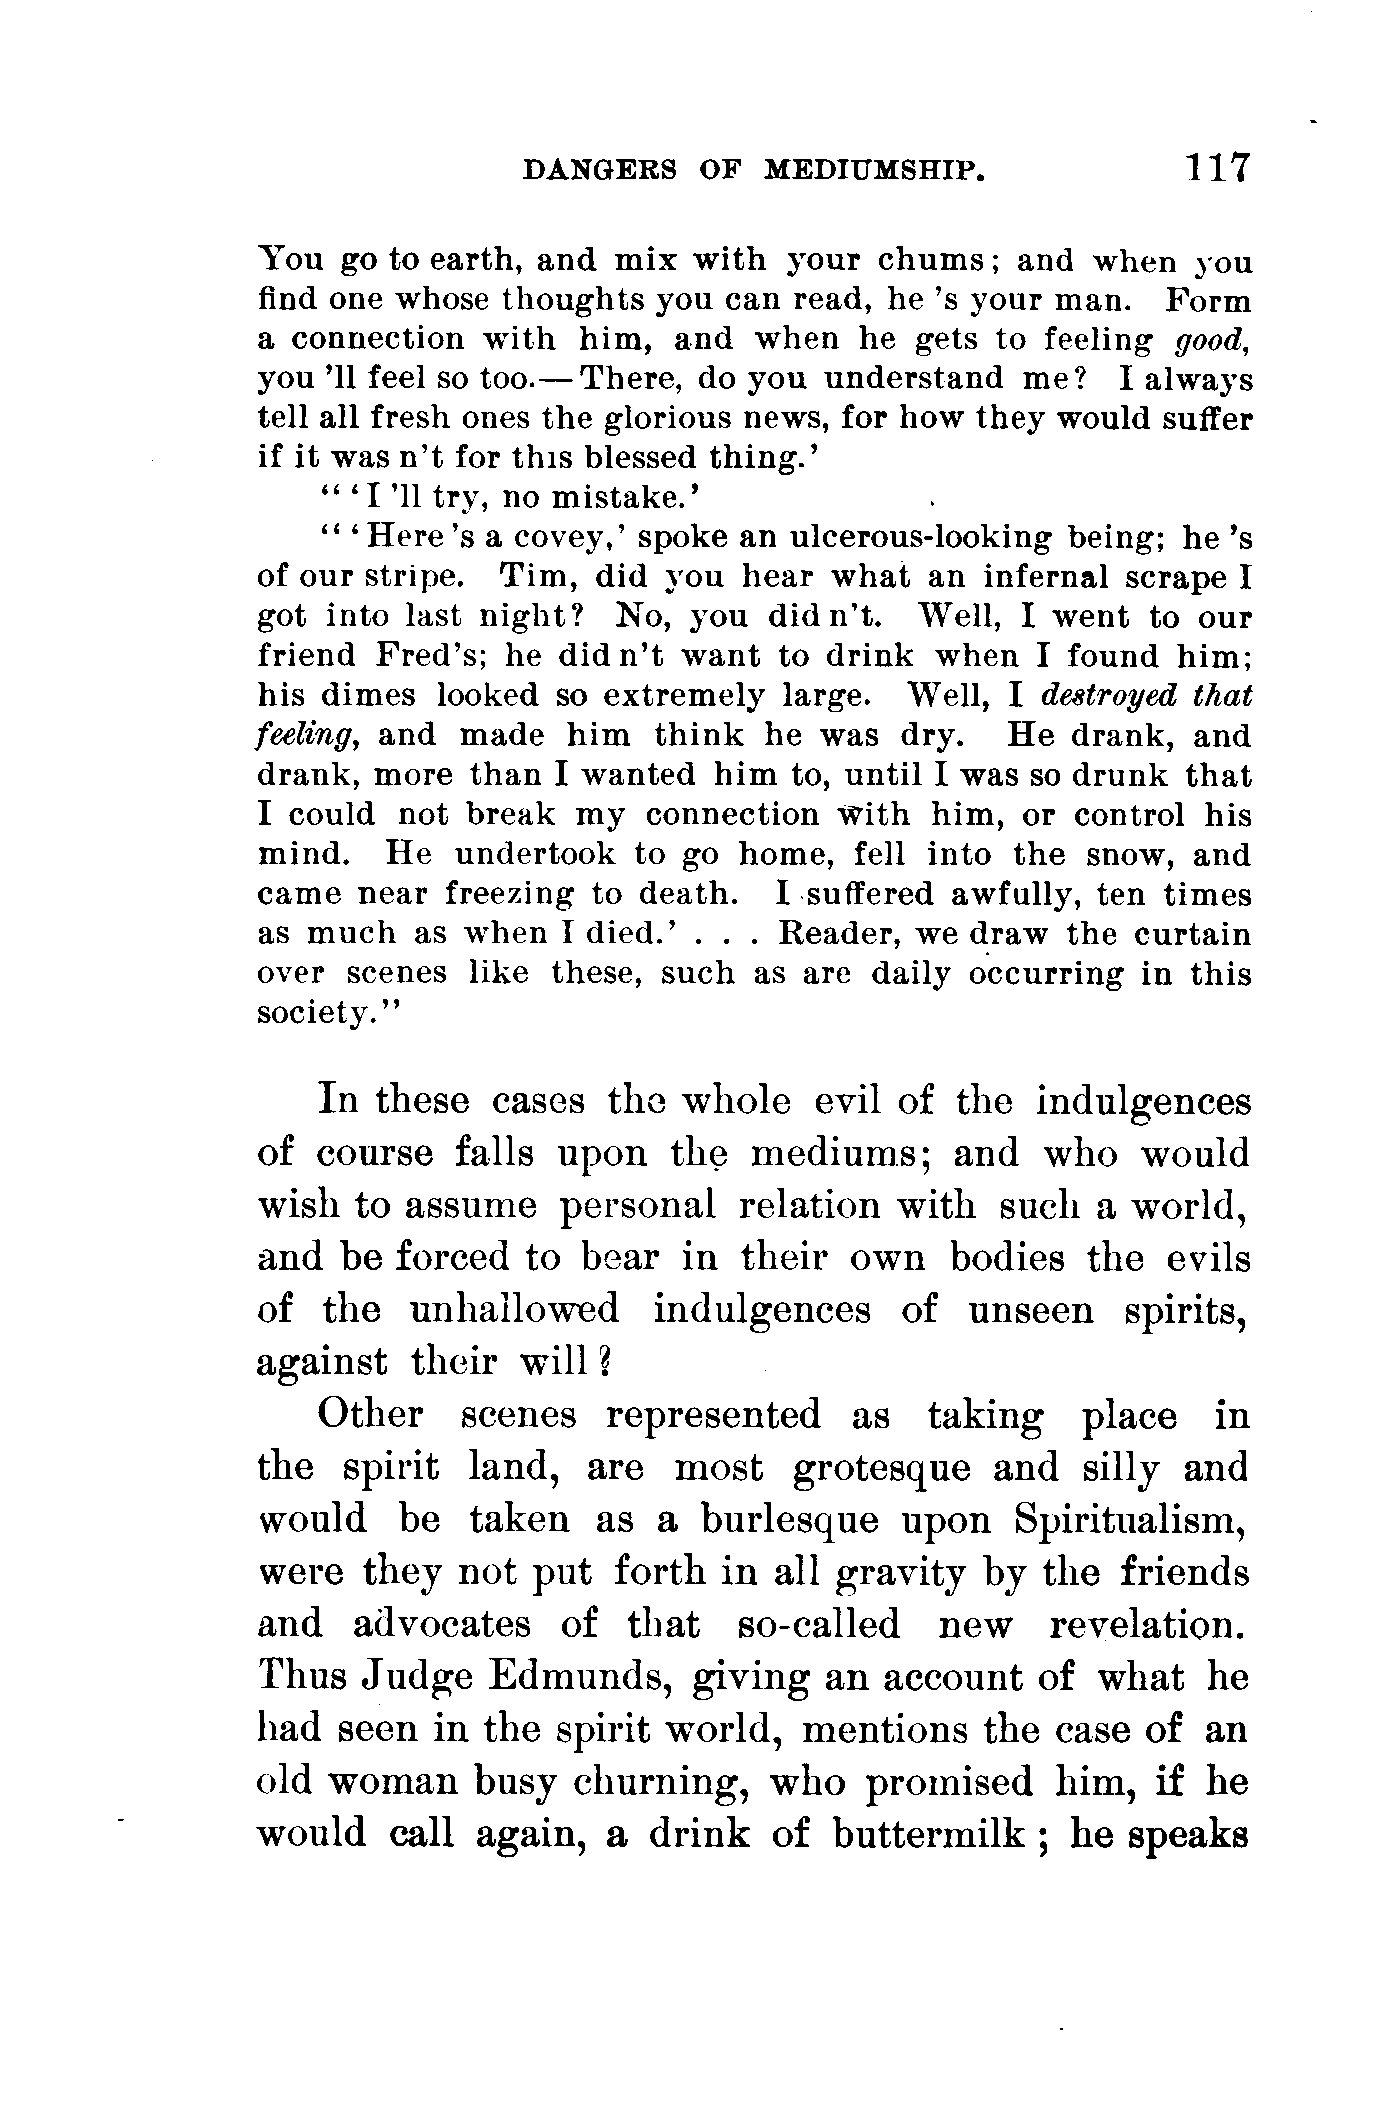 DANGERS OF MEDIUMSHIP. 117
You go to earth, and mix with your chums; and when you
find one whose thoughts you can read, he 's your man. Form
a connection with him, and when he gets to feeling good,
you 'll feel so too.— There, do you understand me? I always
tell all fresh ones the glorious news, for how they would suffer
if it was n't for this blessed thing.'
" 'I 'll try, no mistake.'
" 'Here 's a covey,' spoke an ulcerous-looking being; he 's
of our stripe. Tim, did you hear what an infernal scrape I
got into last night? No, you did n't. Well, I went to our
friend Fred's; he did n't want to drink when I found him;
his dimes looked so extremely large. Well, I destroyed that
feeling, and made him think he was dry. He drank, and
drank, more than I wanted him to, until I was so drunk that
I could not break my connection with him, or control his
mind. He undertook to go home, fell into the snow, and
came near freezing to death. I suffered awfully, ten times
as much as when I died.' . . . Reader, we draw the curtain
over scenes like these, such as are daily occurring in this
society."
In these cases the whole evil of the indulgences
of course falls upon the mediums; and who would
wish to assume personal relation with such a world,
and be forced to bear in their own bodies the evils
of the unhallowed indulgences of unseen spirits,
against their will?
Other scenes represented as taking place in
the spirit land, are most grotesque and silly and
would be taken as a burlesque upon Spiritualism,
were they not put forth in all gravity by the friends
and advocates of that so-called new revelation.
Thus Judge Edmunds, giving an account of what he
had seen in the spirit world, mentions the case of an
old woman busy churning, who promised him, if he
would call again, a drink of buttermilk; he speaks